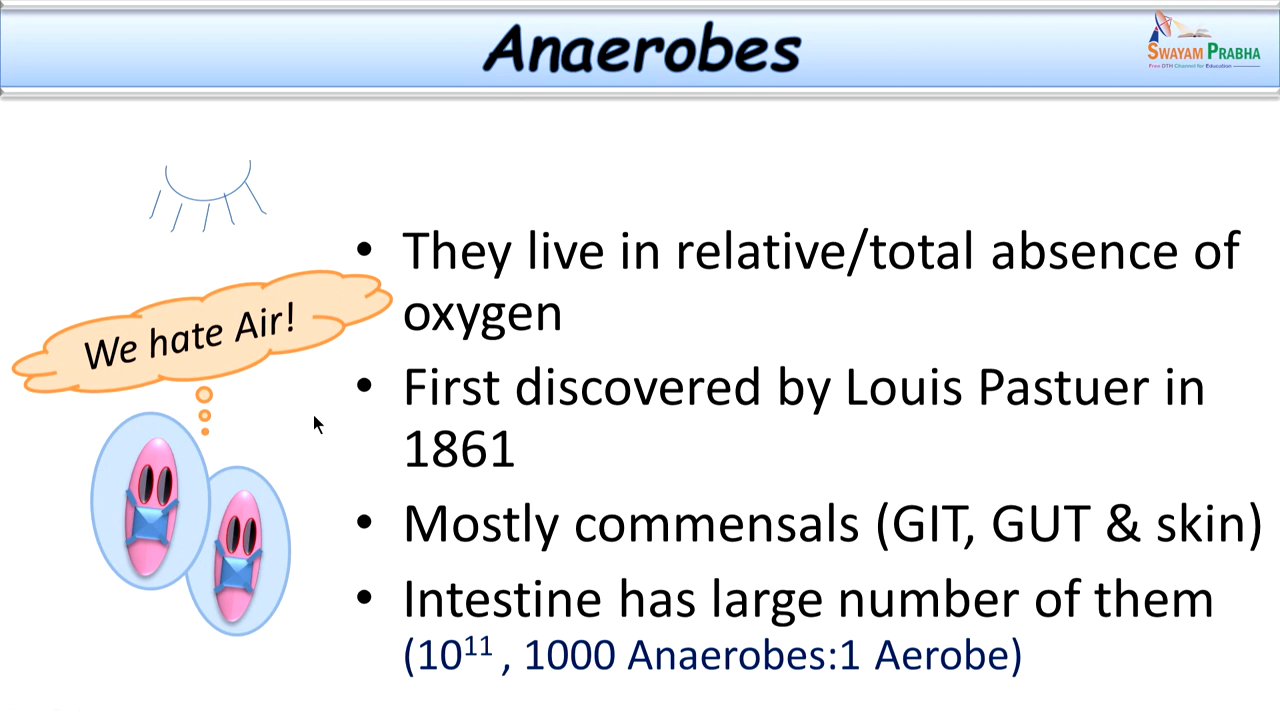 Anaerobes
SWAYAM PRABHA
Free DTH Channel for Education
• They live in relative/total absence of
oxygen
We hate Air!
• First discovered by Louis Pastuer in
1861
• Mostly commensals (GIT, GUT & skin)
• Intestine has large number of them
(10¹¹ , 1000 Anaerobes:1 Aerobe)